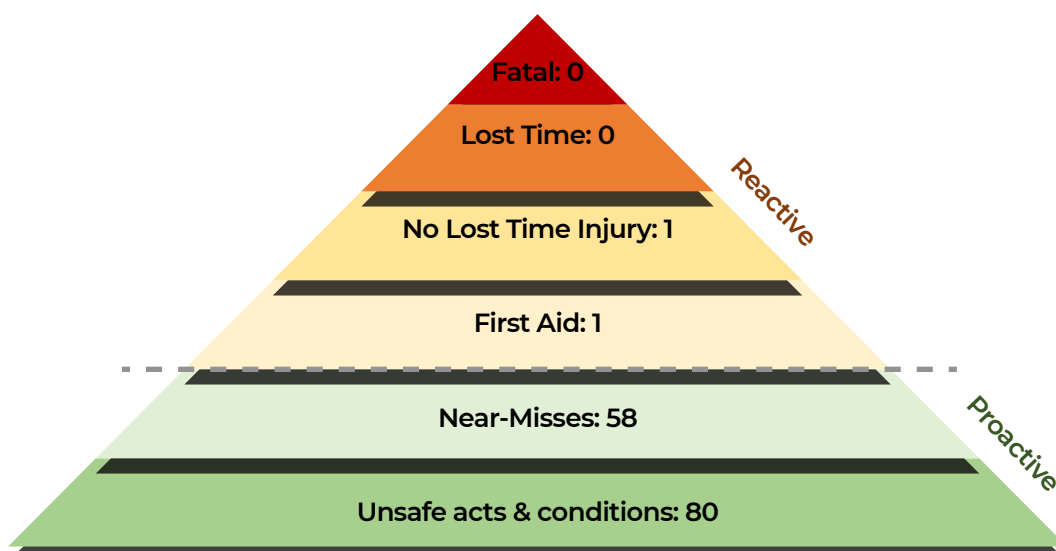 Fatal: 0
Lost Time: 0
Reactive
No Lost Time Injury: 1
First Aid: 1
Near-Misses: 58
Proactive
Unsafe acts & conditions: 80